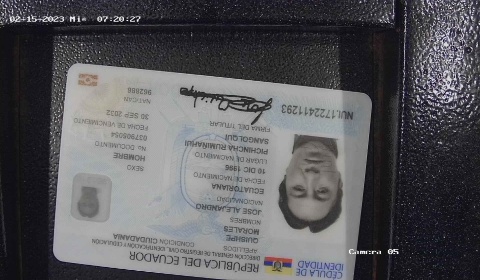 02-15-2023 Mie 07:20:27
CÉDULA DE IDENTIDAD
REPÚBLICA DEL ECUADOR
DIRECCIÓN GENERAL DE REGISTRO CIVIL, IDENTIFICACIÓN Y CEDULACIÓN
APELLIDOS
CONDICIÓN CIUDADANÍA
QUISHPE
MORALES
NOMBRES
JOSE ALEJANDRO
NACIONALIDAD
ECUATORIANA
FECHA DE NACIMIENTO
10 DIC 1996
LUGAR DE NACIMIENTO
PICHINCHA RUMIÑAHUI
SANGOLQUI
FIRMA DEL TITULAR
SEXO
HOMBRE
No. DOCUMENTO
037905054
FECHA DE VENCIMIENTO
30 SEP 2032
NAT/CAN
962886
NUI.1722411293
Camera 05